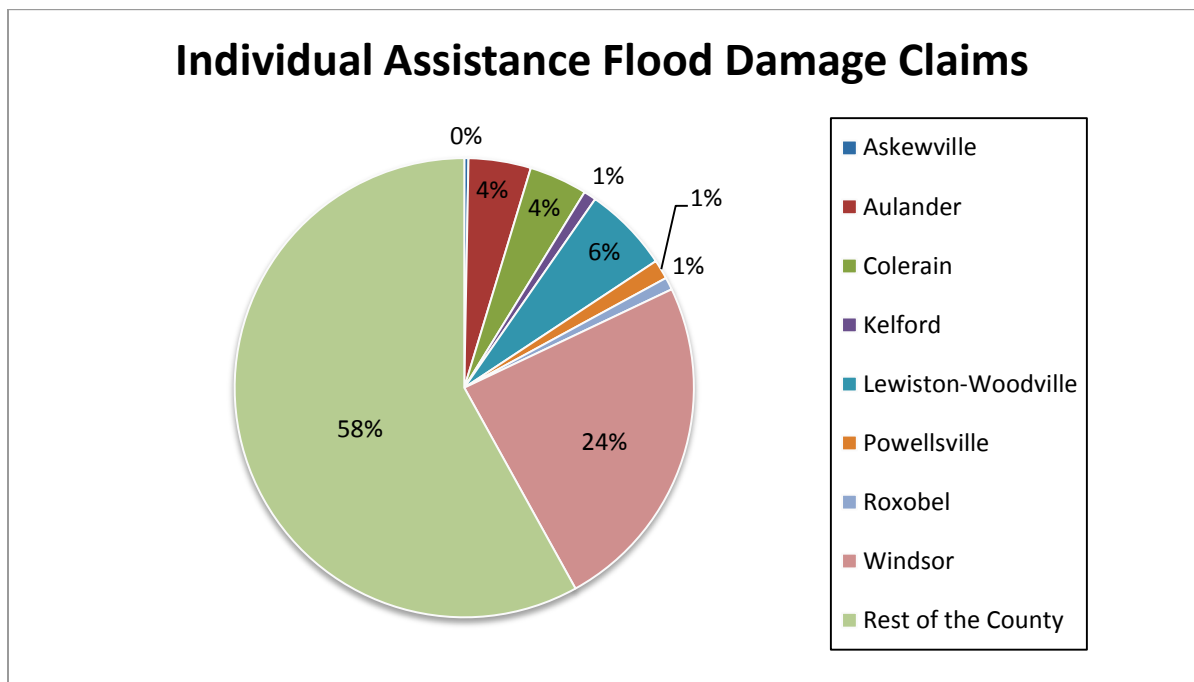 Individual Assistance Flood Damage Claims
0%
4%
4%
1%
6%
1%
1%
24%
58%
Askewville
Aulander
Colerain
Kelford
Lewiston-Woodville
Powellsville
Roxobel
Windsor
Rest of the County